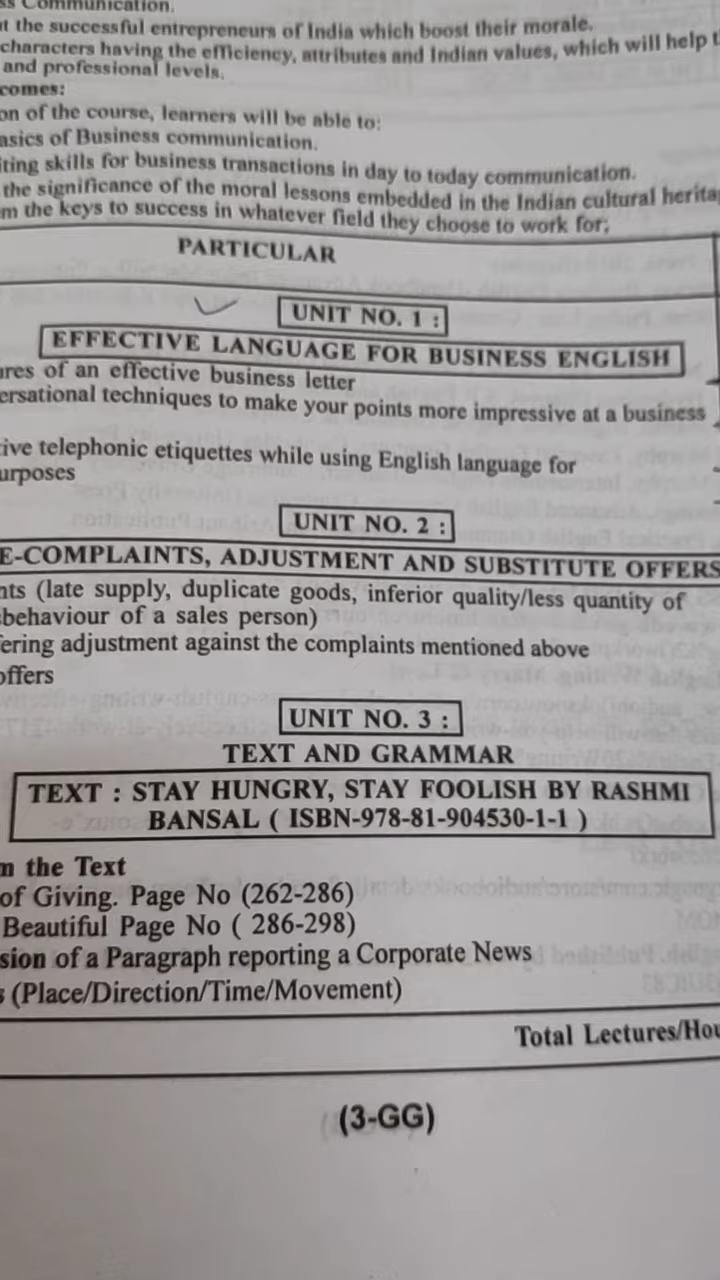 Communication.
the successful entrepreneurs of India which boost their morale.
characters having the efficiency, attributes and Indian values, which will help
and professional levels.
comes:
on of the course, learners will be able to:
asics of Business communication.
iting skills for business transactions in day to today communication.
the significance of the moral lessons embedded in the Indian cultural herita
m the keys to success in whatever field they choose to work for;
PARTICULAR
UNIT NO. 1 :
EFFECTIVE LANGUAGE FOR BUSINESS ENGLISH
ures of an effective business letter
ersational techniques to make your points more impressive at a business
tive telephonic etiquettes while using English language for
urposes
UNIT NO. 2 :
E-COMPLAINTS, ADJUSTMENT AND SUBSTITUTE OFFERS
nts (late supply, duplicate goods, inferior quality/less quantity of
behaviour of a sales person)
fering adjustment against the complaints mentioned above
offers
UNIT NO. 3 :
TEXT AND GRAMMAR
TEXT : STAY HUNGRY, STAY FOOLISH BY RASHMI
BANSAL ( ISBN-978-81-904530-1-1 )
m the Text
of Giving. Page No (262-286)
Beautiful Page No ( 286-298)
sion of a Paragraph reporting a Corporate News
s (Place/Direction/Time/Movement)
Total Lectures/Hou
(3-GG)